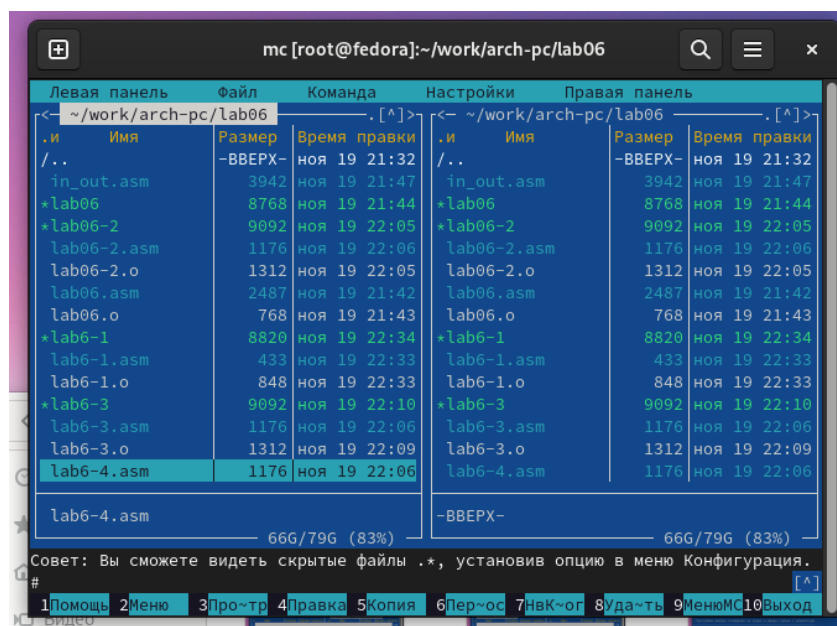 mc [root@fedora]:~/work/arch-pc/lab06
Левая панель Файл Команда Настройки Правая панель
<— ~/work/arch-pc/lab06 .[^]> <— ~/work/arch-pc/lab06 .[^]>
.и Имя Размер Время правки .и Имя Размер Время правки
/.. -ВВЕРХ- ноя 19 21:32 /.. -ВВЕРХ- ноя 19 21:32
in_out.asm 3942 ноя 19 21:47 in_out.asm 3942 ноя 19 21:47
*lab06 8768 ноя 19 21:44 *lab06 8768 ноя 19 21:44
*lab06-2 9092 ноя 19 22:05 *lab06-2 9092 ноя 19 22:05
lab06-2.asm 1176 ноя 19 22:06 lab06-2.asm 1176 ноя 19 22:06
lab06-2.o 1312 ноя 19 22:05 lab06-2.o 1312 ноя 19 22:05
lab06.asm 2487 ноя 19 21:42 lab06.asm 2487 ноя 19 21:42
lab06.o 768 ноя 19 21:43 lab06.o 768 ноя 19 21:43
*lab6-1 8820 ноя 19 22:34 *lab6-1 8820 ноя 19 22:34
lab6-1.asm 433 ноя 19 22:33 lab6-1.asm 433 ноя 19 22:33
lab6-1.o 848 ноя 19 22:33 lab6-1.o 848 ноя 19 22:33
*lab6-3 9092 ноя 19 22:10 *lab6-3 9092 ноя 19 22:10
lab6-3.asm 1176 ноя 19 22:06 lab6-3.asm 1176 ноя 19 22:06
lab6-3.o 1312 ноя 19 22:09 lab6-3.o 1312 ноя 19 22:09
lab6-4.asm 1176 ноя 19 22:06 lab6-4.asm 1176 ноя 19 22:06
lab6-4.asm -ВВЕРХ-
66G/79G (83%) 66G/79G (83%)
Совет: Вы сможете видеть скрытые файлы .*, установив опцию в меню Конфигурация.
# [^]
1Помощь 2Меню 3Про~тр 4Правка 5Копия 6Пер~ос 7НвК~ог 8Уда~ть 9МенюМС 10Выход
Видео